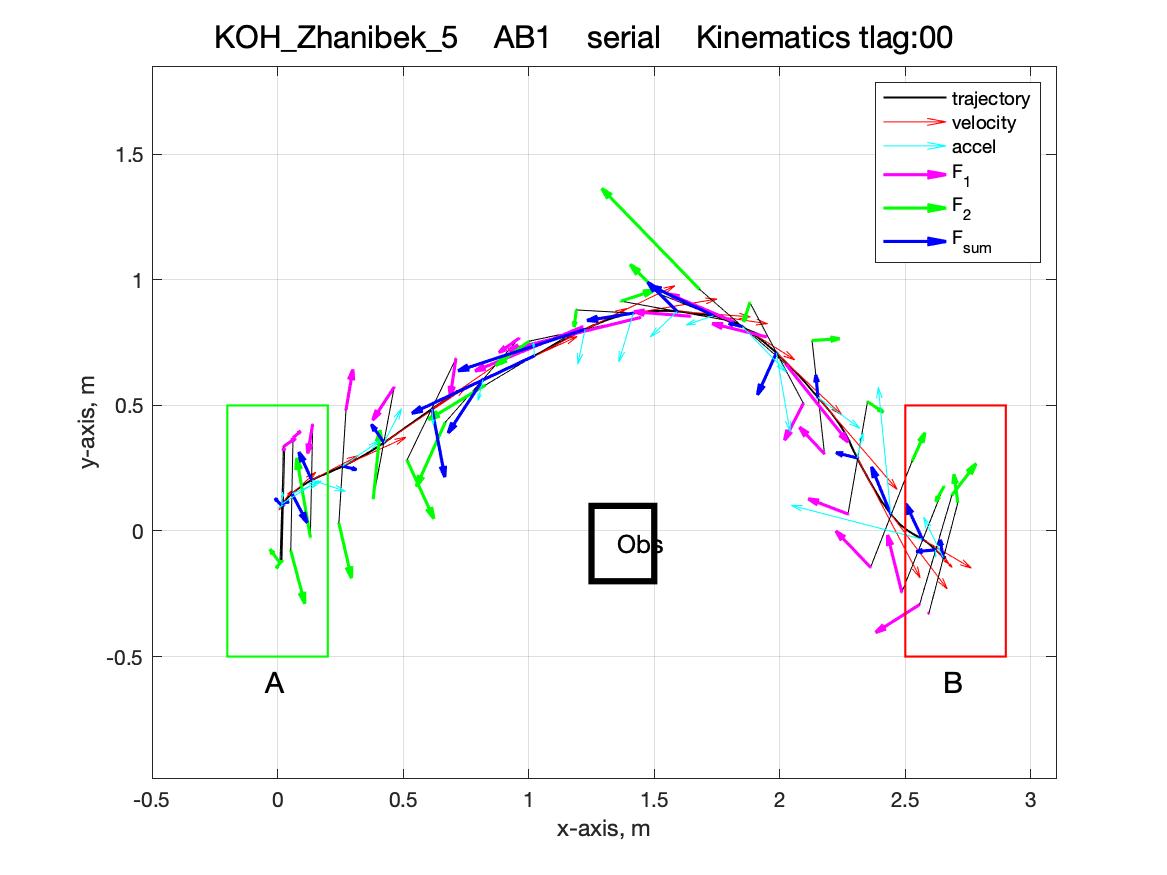 KOH_Zhanibek_5 AB1 serial Kinematics tlag:00
trajectory
velocity
accel
F1
F2
Fsum
1.5
1
0.5
0
-0.5
y-axis, m
Obs
A
B
-0.5 0 0.5 1 1.5 2 2.5 3
x-axis, m